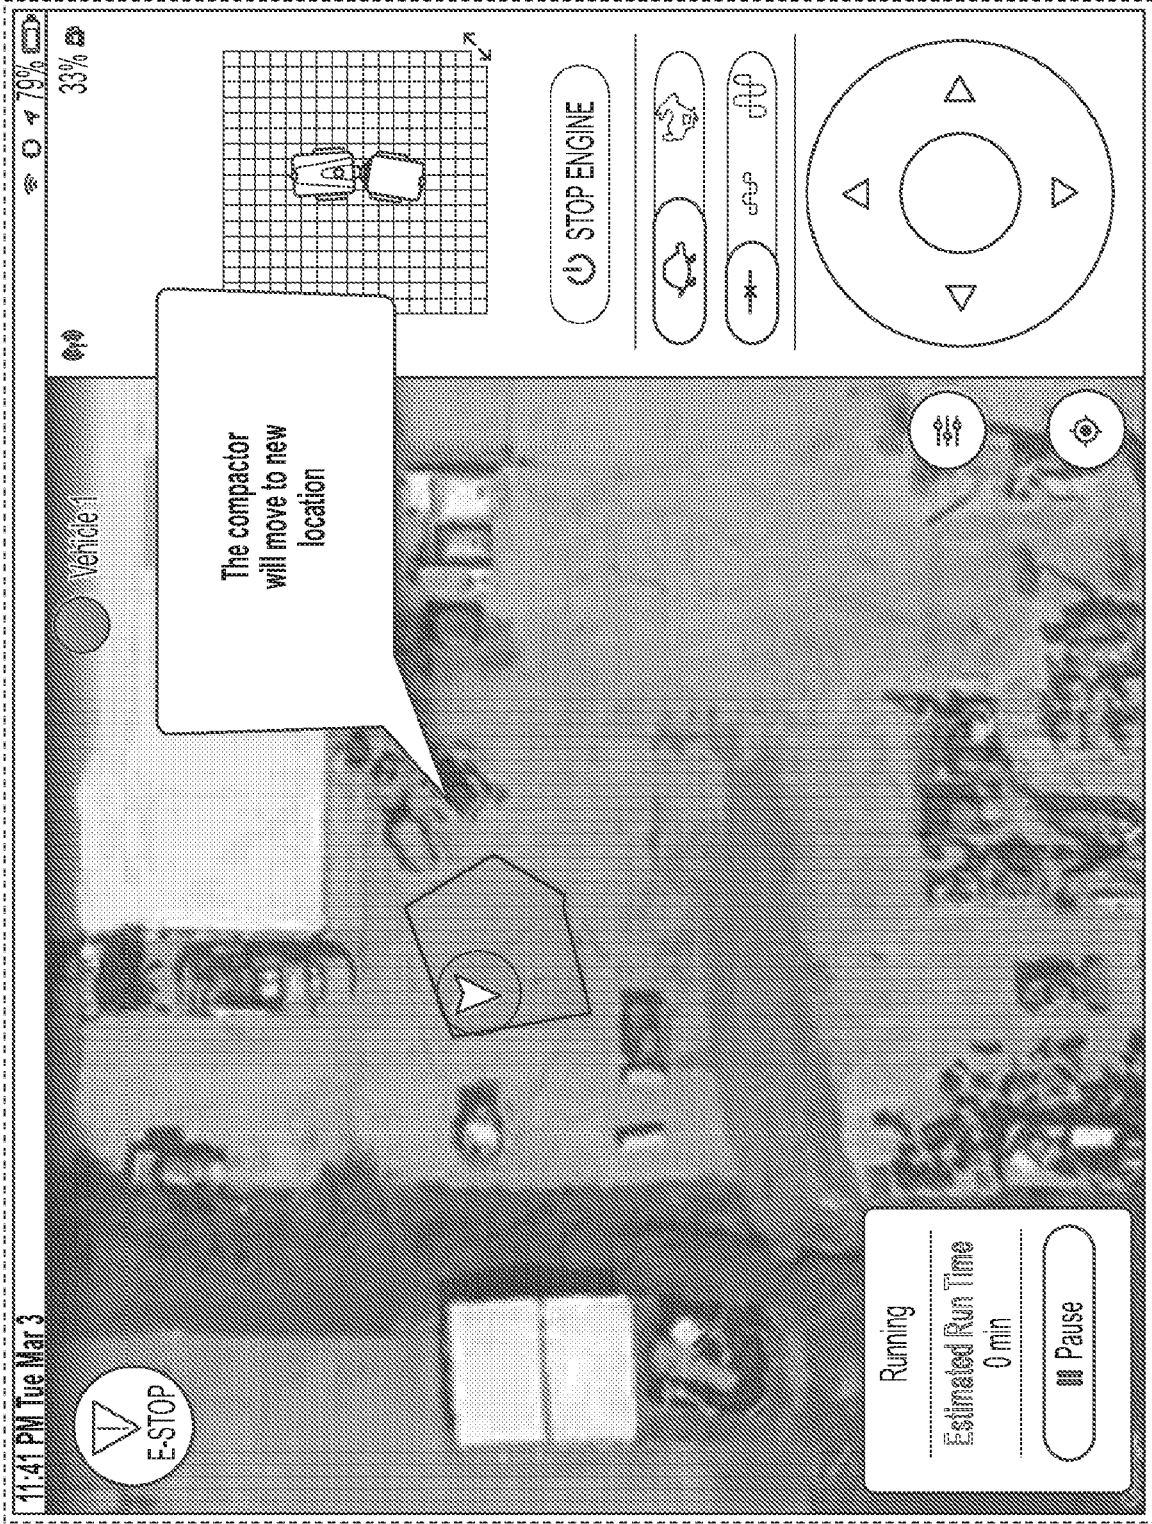 11:41 PM Tue Mar 3
79%
33%
E-STOP
Vehicle 1
The compactor
will move to new
location
STOP ENGINE
Running
Estimated Run Time
0 min
Pause